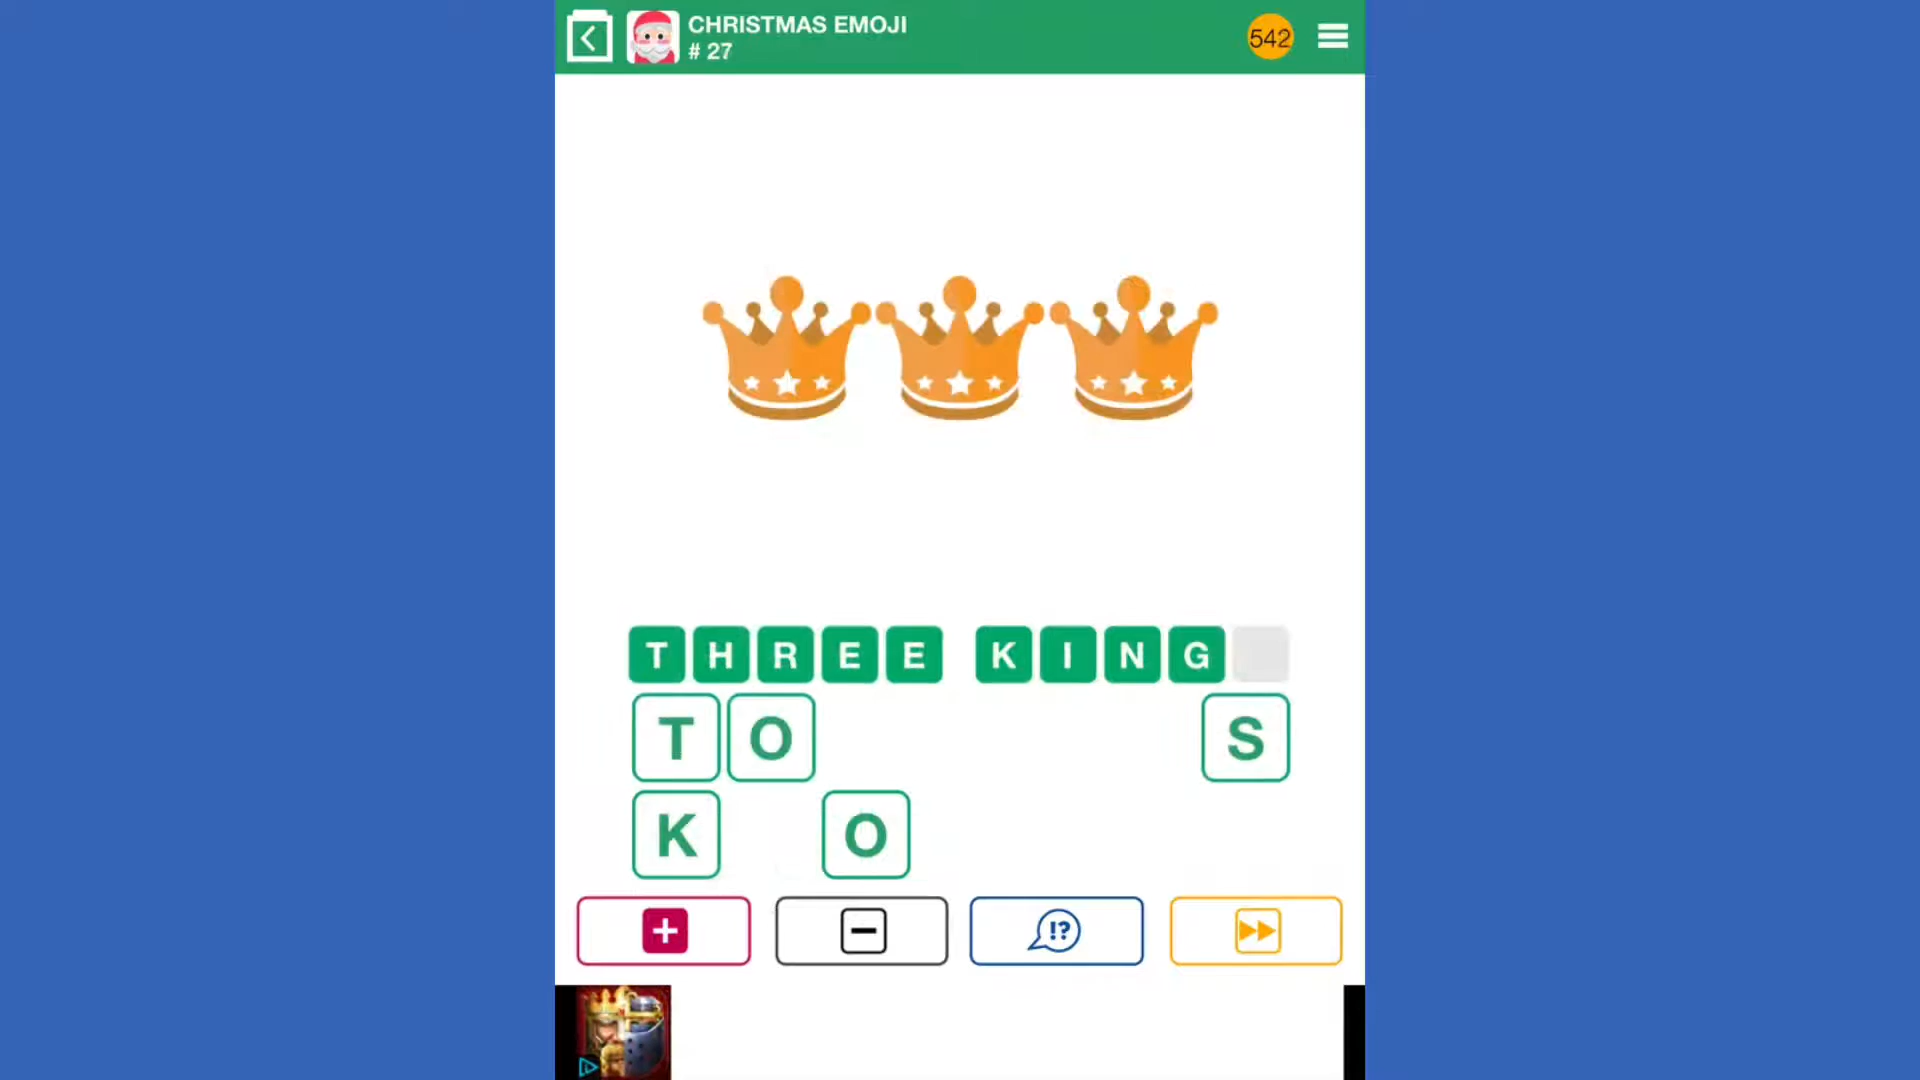 CHRISTMAS EMOJI
# 27
542
THREE KING
T O S
K O
!?